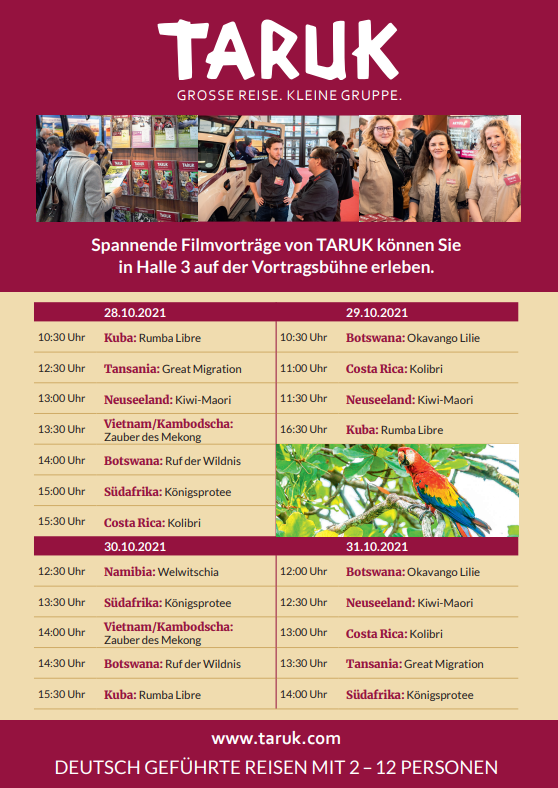 TARUK
GROSSE REISE. KLEINE GRUPPE.
TARUK
Spannende Filmvorträge von TARUK können Sie
in Halle 3 auf der Vortragsbühne erleben.
28.10.2021
10:30 Uhr Kuba: Rumba Libre
12:30 Uhr Tansania: Great Migration
13:00 Uhr Neuseeland: Kiwi-Maori
13:30 Uhr Vietnam/Kambodscha:
Zauber des Mekong
14:00 Uhr Botswana: Ruf der Wildnis
15:00 Uhr Südafrika: Königsprotee
15:30 Uhr Costa Rica: Kolibri
29.10.2021
10:30 Uhr Botswana: Okavango Lilie
11:00 Uhr Costa Rica: Kolibri
11:30 Uhr Neuseeland: Kiwi-Maori
16:30 Uhr Kuba: Rumba Libre
30.10.2021
12:30 Uhr Namibia: Welwitschia
13:30 Uhr Südafrika: Königsprotee
14:00 Uhr Vietnam/Kambodscha:
Zauber des Mekong
14:30 Uhr Botswana: Ruf der Wildnis
15:30 Uhr Kuba: Rumba Libre
31.10.2021
12:00 Uhr Botswana: Okavango Lilie
12:30 Uhr Neuseeland: Kiwi-Maori
13:00 Uhr Costa Rica: Kolibri
13:30 Uhr Tansania: Great Migration
14:00 Uhr Südafrika: Königsprotee
www.taruk.com
DEUTSCH GEFÜHRTE REISEN MIT 2 – 12 PERSONEN